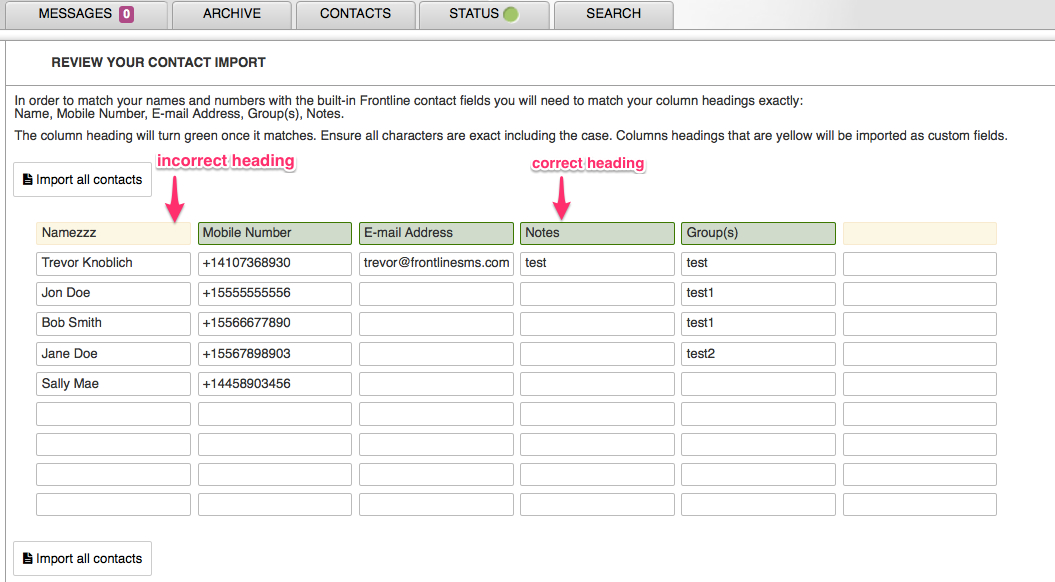 MESSAGES 0 ARCHIVE CONTACTS STATUS SEARCH
REVIEW YOUR CONTACT IMPORT
In order to match your names and numbers with the built-in Frontline contact fields you will need to match your column headings exactly:
Name, Mobile Number, E-mail Address, Group(s), Notes.
The column heading will turn green once it matches. Ensure all characters are exact including the case. Columns headings that are yellow will be imported as custom fields.
incorrect heading correct heading
Import all contacts
Namezzz Mobile Number E-mail Address Notes Group(s)
Trevor Knoblich +14107368930 trevor@frontlinesms.com test test
Jon Doe +15555555556 test1
Bob Smith +15566677890 test1
Jane Doe +15567898903 test2
Sally Mae +14458903456
Import all contacts